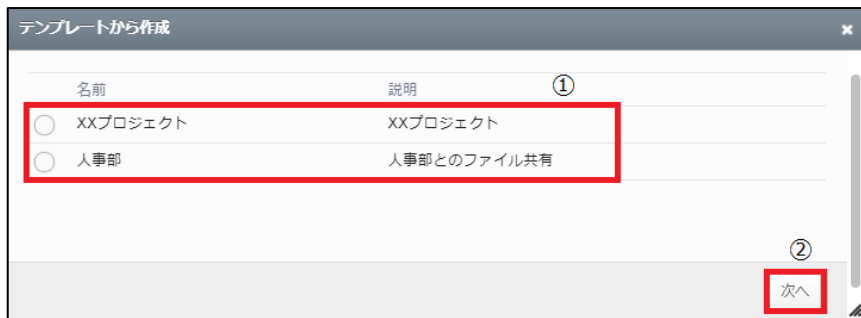 テンプレートから作成 ×
名前 説明 ①
XXプロジェクト XXプロジェクト
人事部 人事部とのファイル共有
②
次へ